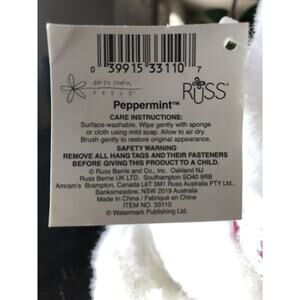 0 39915 33110 7
daisy chain
PRESS
RUSS®
Peppermint™
CARE INSTRUCTIONS:
Surface-washable. Wipe gently with sponge
or cloth using mild soap. Allow to air dry.
Brush gently to restore original appearance.
SAFETY WARNING
REMOVE ALL HANG TAGS AND THEIR FASTENERS
BEFORE GIVING THIS PRODUCT TO A CHILD.
© Russ Berrie and Co., Inc. Oakland NJ
Russ Berrie UK LTD. Southampton SO40 9RB
Amram's Brampton, Canada L6T 5M1 Russ Australia PTY Ltd.
Banksmeadow, NSW 2019 Australia
Made In China / Fabriqué en Chine
ITEM NO. 33110
© Watermark Publishing Ltd.